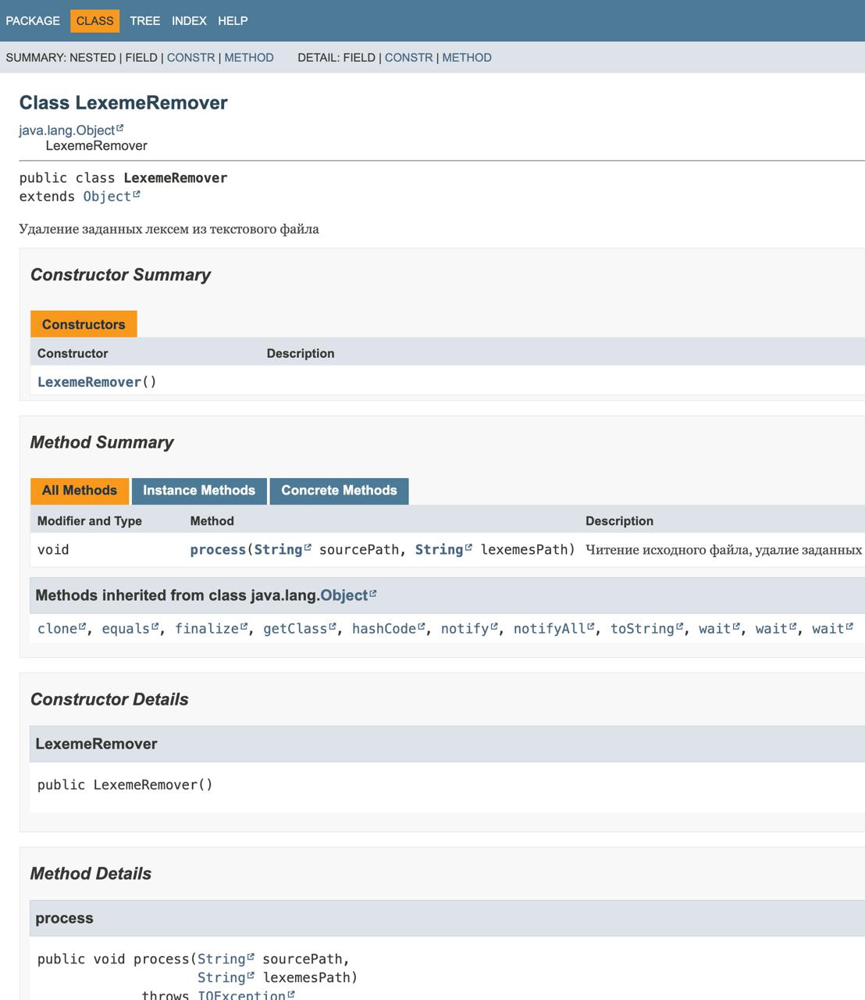 PACKAGE CLASS TREE INDEX HELP
SUMMARY: NESTED | FIELD | CONSTR | METHOD DETAIL: FIELD | CONSTR | METHOD
Class LexemeRemover
java.lang.Object
LexemeRemover
public class LexemeRemover
extends Object
Удаление заданных лексем из текстового файла
Constructor Summary
Constructors
Constructor Description
LexemeRemover()
Method Summary
All Methods Instance Methods Concrete Methods
Modifier and Type Method Description
void process(String sourcePath, String lexemesPath) Читение исходного файла, удалие заданных
Methods inherited from class java.lang.Object
clone, equals, finalize, getClass, hashCode, notify, notifyAll, toString, wait, wait, wait
Constructor Details
LexemeRemover
public LexemeRemover()
Method Details
process
public void process(String sourcePath,
String lexemesPath)
throws IOException